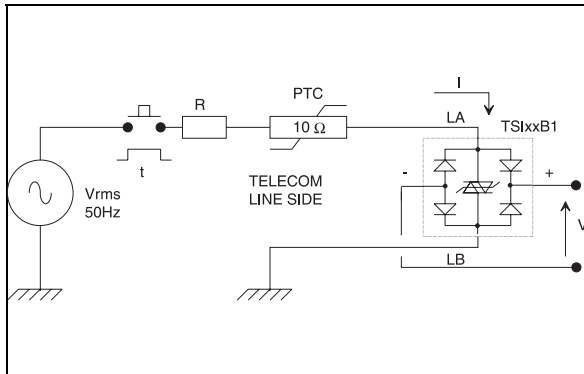 I
PTC
R
LA
TSIxxB1
10 Ω
-
+
t
TELECOM
LINE SIDE
Vrms
50Hz
V
LB